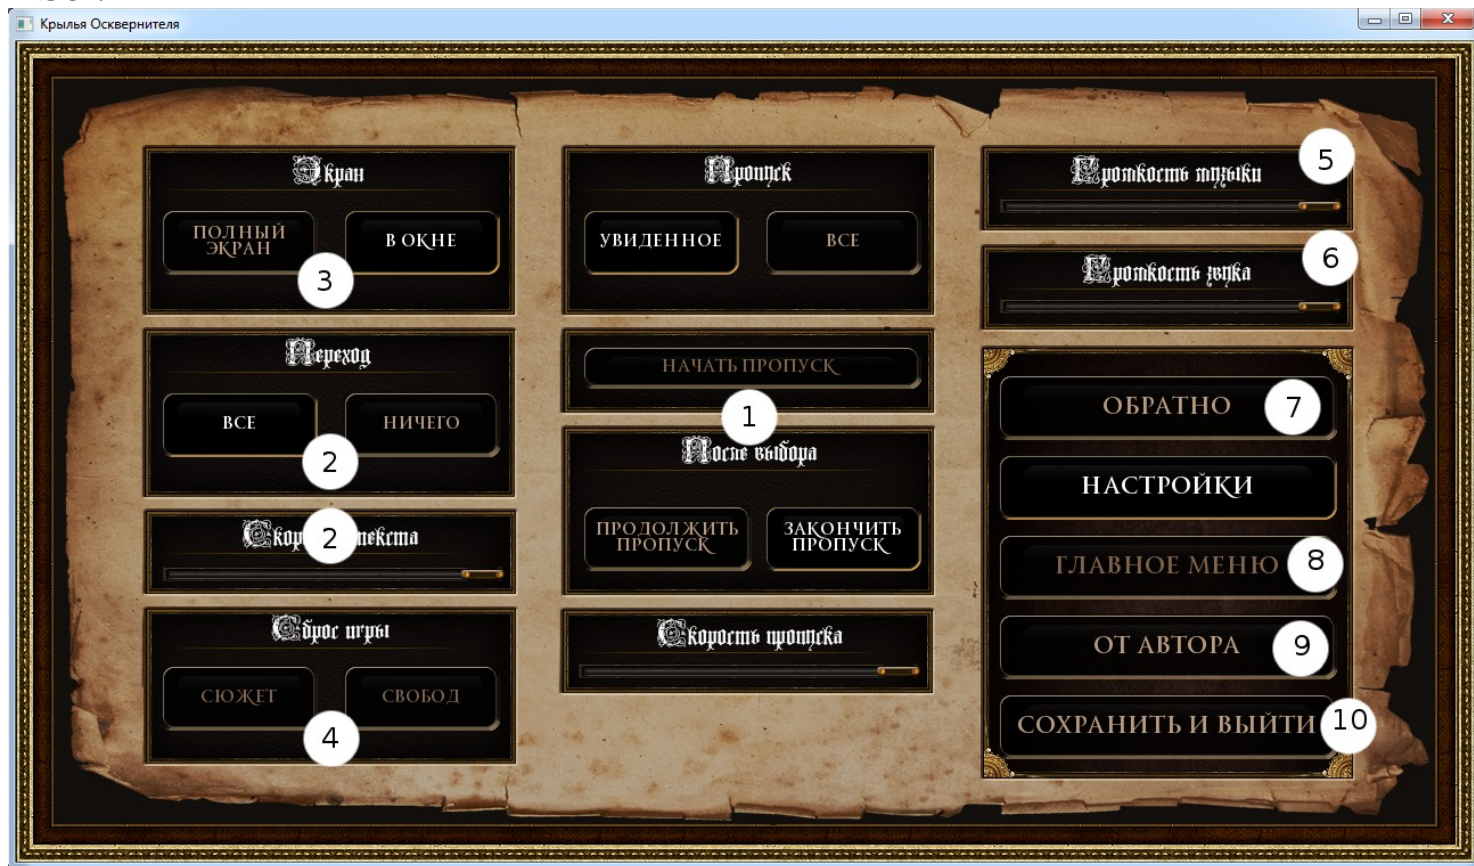 Крылья Осквернителя
Экран
ПОЛНЫЙ
ЭКРАН
В ОКНЕ
3
Переход
ВСЕ
НИЧЕГО
2
текста
2
Сброс игры
СЮЖЕТ
СВОБОД
4
Пропуск
УВИДЕННОЕ
ВСЕ
НАЧАТЬ ПРОПУСК
1
После выбора
ПРОДОЛЖИТЬ
ПРОПУСК
ЗАКОНЧИТЬ
ПРОПУСК
Скорость пропуска
Громкость музыки
5
Громкость звука
6
ОБРАТНО
7
НАСТРОЙКИ
ГЛАВНОЕ МЕНЮ
8
ОТ АВТОРА
9
СОХРАНИТЬ И ВЫЙТИ
10